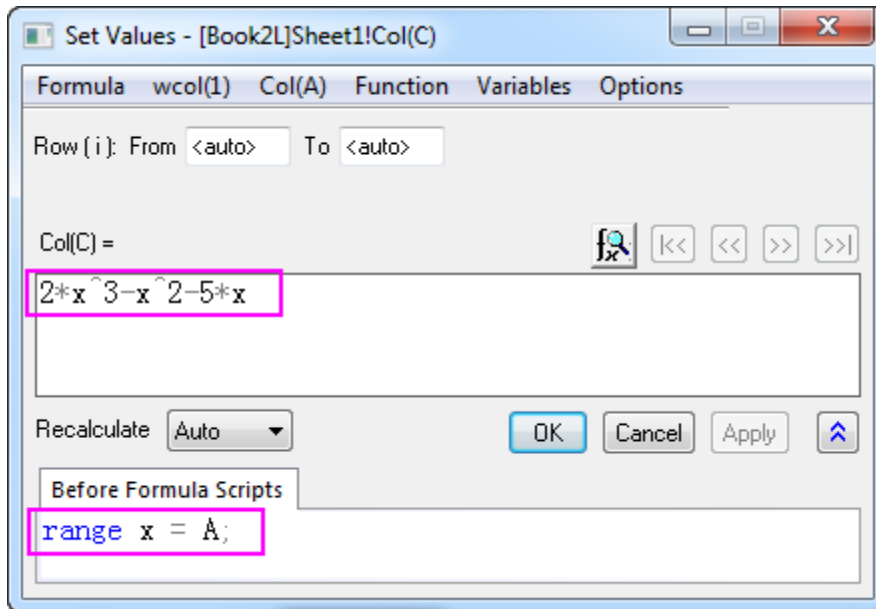 Set Values - [Book2L]Sheet1!Col(C)
Formula wcol(1) Col(A) Function Variables Options
Row(i): From <auto> To <auto>
Col(C) =
2*x^3-x^2-5*x
Recalculate Auto OK Cancel Apply
Before Formula Scripts
range x = A;